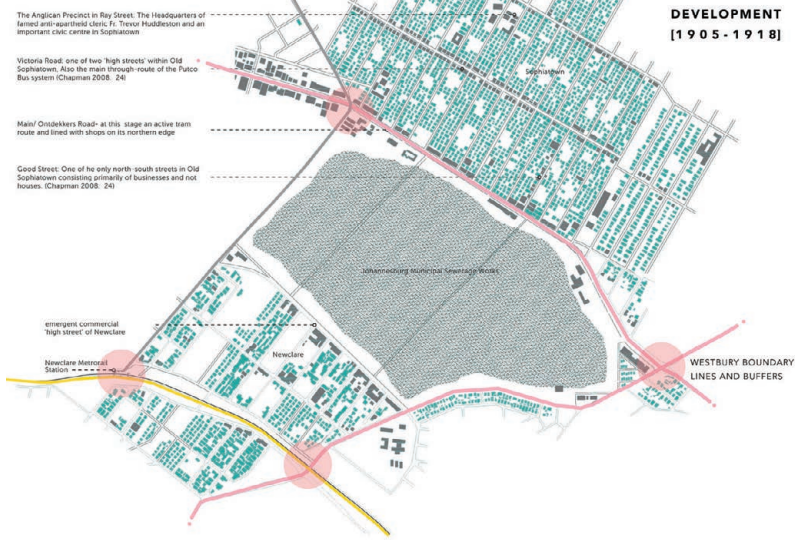 DEVELOPMENT
[1905-1918]
The Anglican Precinct in Ray Street. The Headquarters of
famed anti-apartheid cleric Fr. Trevor Huddleston and an
important civic centre in Sophiatown
Victoria Road: one of two 'high streets' within Old
Sophiatown, Also the main through-route of the Putco
Bus system (Chapman 2008: 24)
Main/ Ontdekkers Road- at this stage an active tram
route and lined with shops on its northern edge
Good Street: One of he only north-south streets in Old
Sophiatown consisting primarily of businesses and not
houses. (Chapman 2008: 24)
Sophiatown
Johannesburg Municipal Sewerage Works
emergent commercial
'high street' of Newclare
Newclare
Newclare Metrorail
Station
WESTBURY BOUNDARY
LINES AND BUFFERS